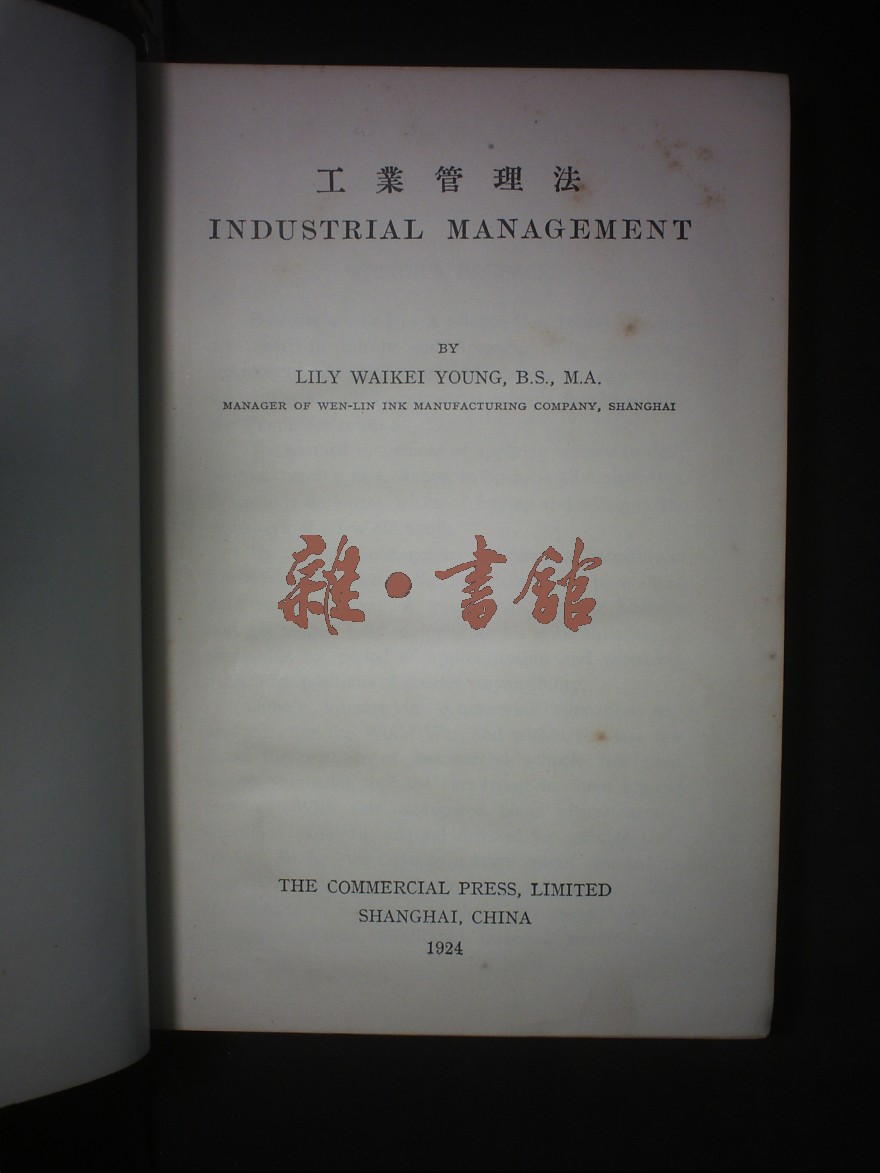 工業管理法
INDUSTRIAL MANAGEMENT
BY
LILY WAIKEI YOUNG, B.S., M.A.
MANAGER OF WEN-LIN INK MANUFACTURING COMPANY, SHANGHAI
雜·書館
THE COMMERCIAL PRESS, LIMITED
SHANGHAI, CHINA
1924